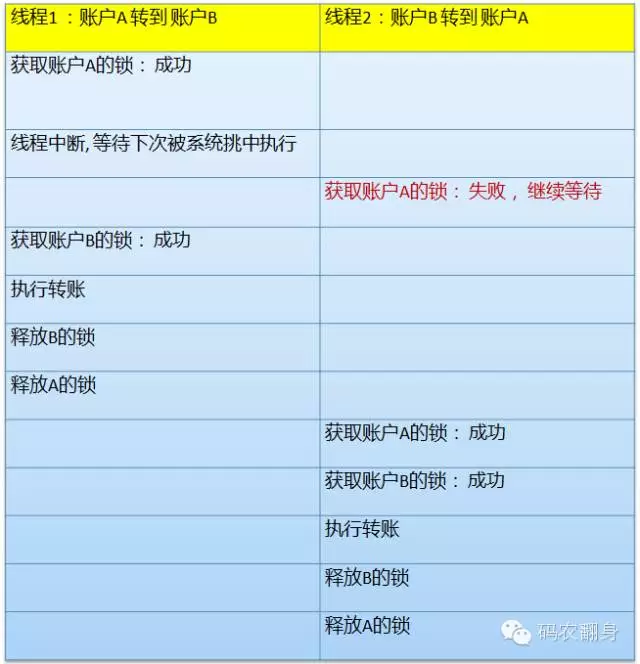 线程1：账户A 转到 账户B
线程2：账户B 转到 账户A
获取账户A的锁：成功
线程中断, 等待下次被系统挑中执行
获取账户A的锁：失败，继续等待
获取账户B的锁：成功
执行转账
释放B的锁
释放A的锁
获取账户A的锁：成功
获取账户B的锁：成功
执行转账
释放B的锁
释放A的锁
码农翻身